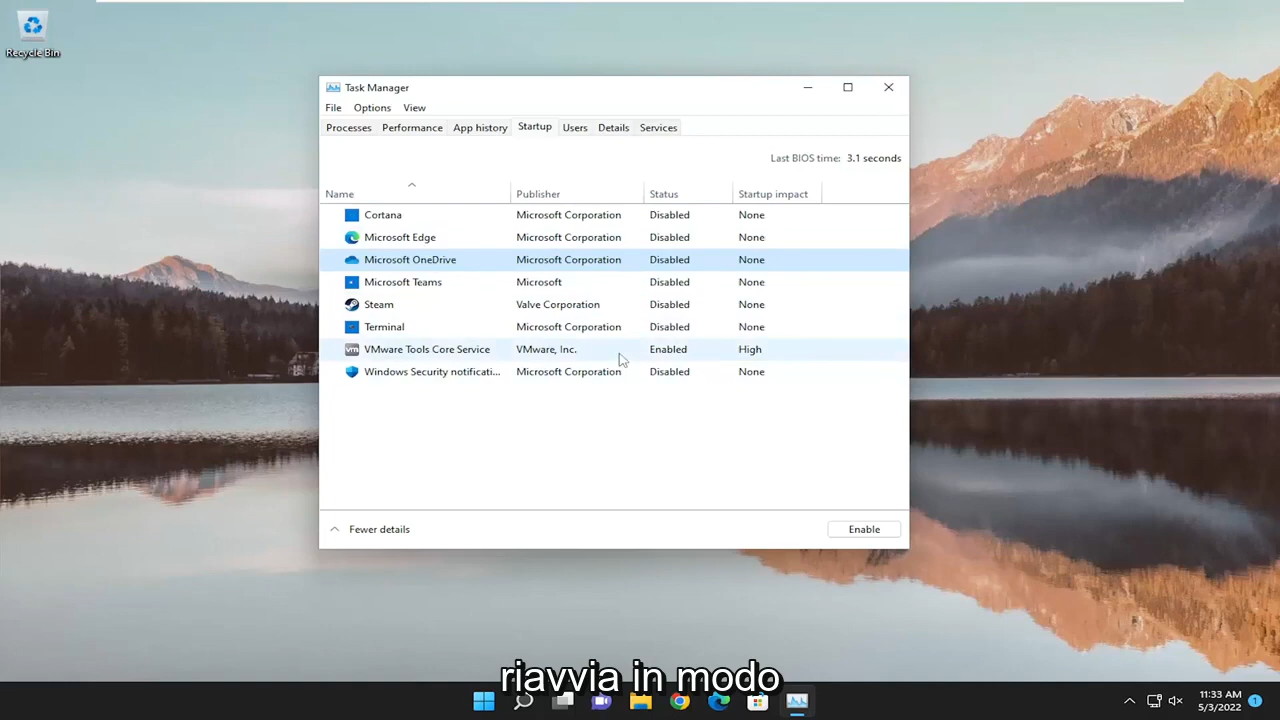 Recycle Bin
Task Manager
File Options View
Processes Performance App history Startup Users Details Services
Last BIOS time: 3.1 seconds
Name Publisher Status Startup impact
Cortana Microsoft Corporation Disabled None
Microsoft Edge Microsoft Corporation Disabled None
Microsoft OneDrive Microsoft Corporation Disabled None
Microsoft Teams Microsoft Disabled None
Steam Valve Corporation Disabled None
Terminal Microsoft Corporation Disabled None
vm VMware Tools Core Service VMware, Inc. Enabled High
Windows Security notificati... Microsoft Corporation Disabled None
Fewer details Enable
riavvia in modo
11:33 AM
5/3/2022 1